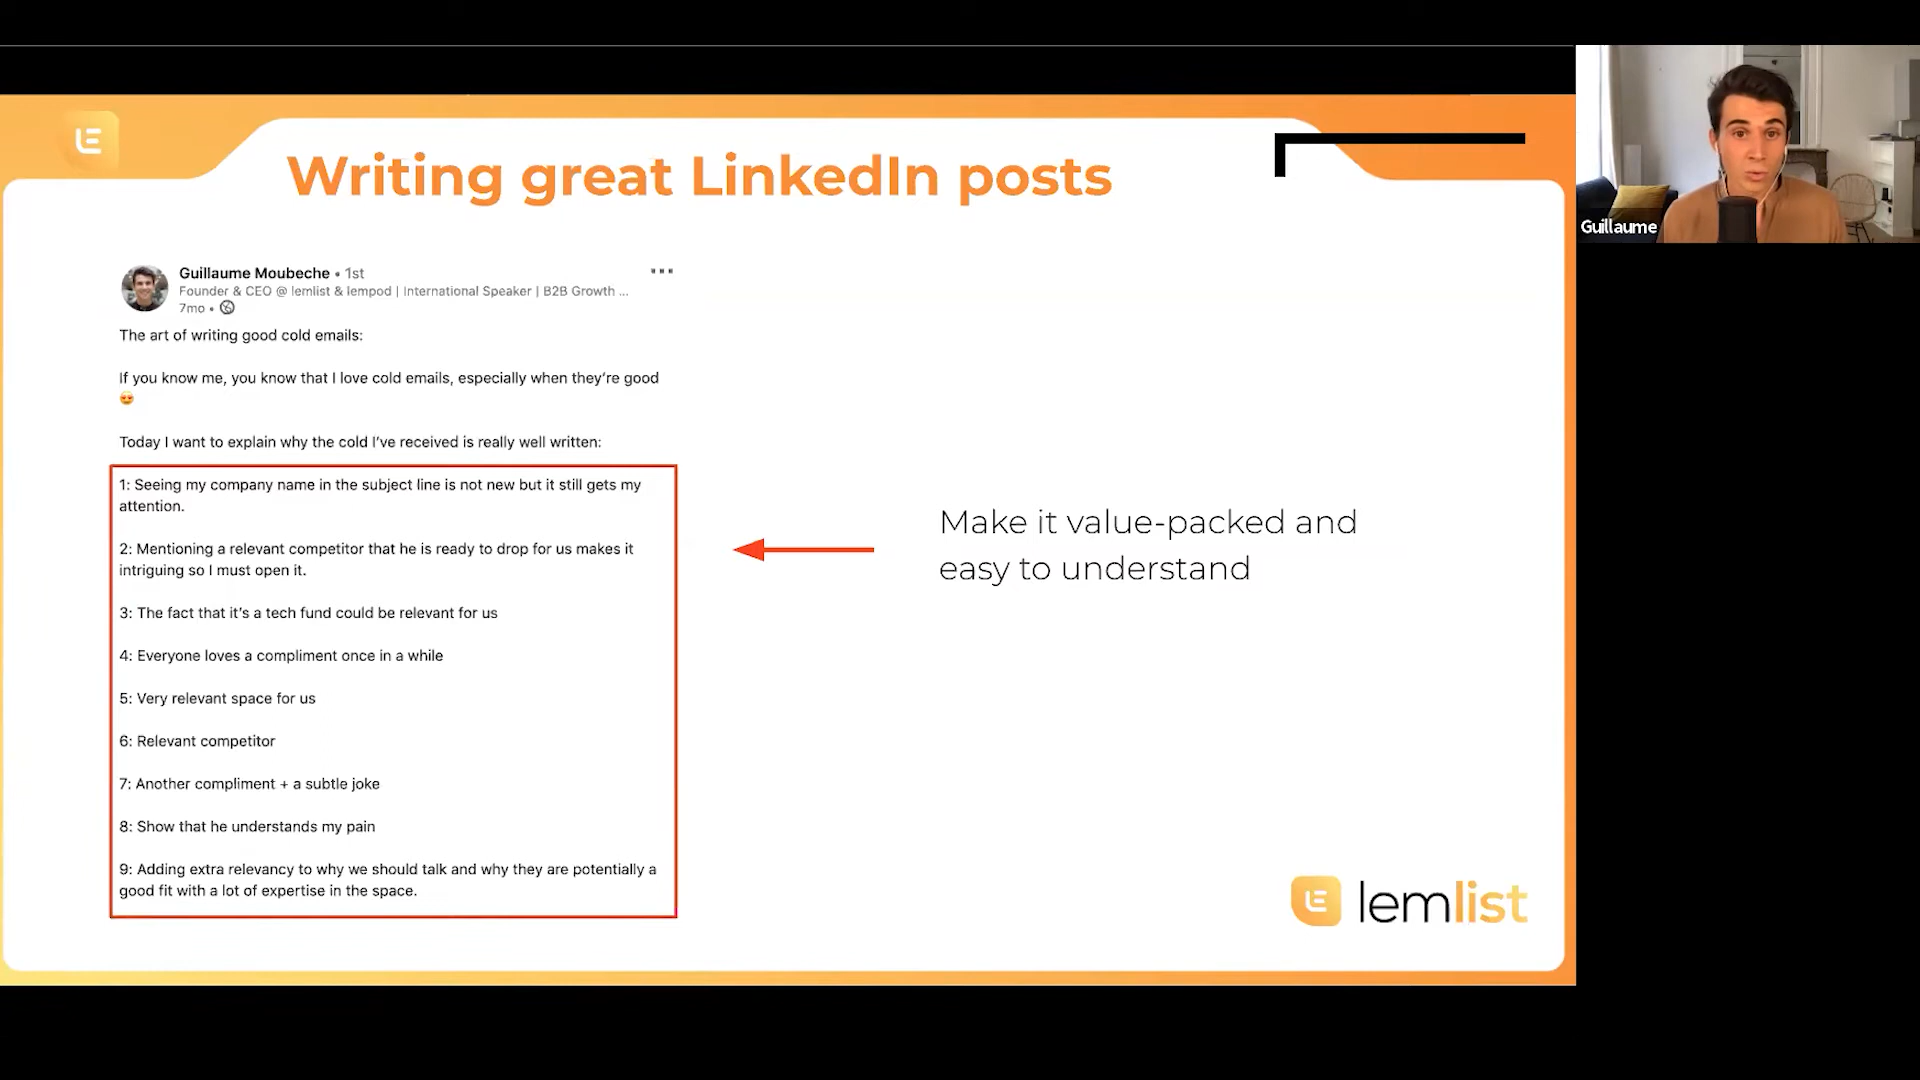 Writing great LinkedIn posts
Guillaume
Guillaume Moubeche • 1st
Founder & CEO @ lemlist & lempod | International Speaker | B2B Growth ...
7mo •
The art of writing good cold emails:
If you know me, you know that I love cold emails, especially when they're good
😍
Today I want to explain why the cold I've received is really well written:
1: Seeing my company name in the subject line is not new but it still gets my
attention.
2: Mentioning a relevant competitor that he is ready to drop for us makes it
intriguing so I must open it.
3: The fact that it's a tech fund could be relevant for us
4: Everyone loves a compliment once in a while
5: Very relevant space for us
6: Relevant competitor
7: Another compliment + a subtle joke
8: Show that he understands my pain
9: Adding extra relevancy to why we should talk and why they are potentially a
good fit with a lot of expertise in the space.
Make it value-packed and
easy to understand
lemlist